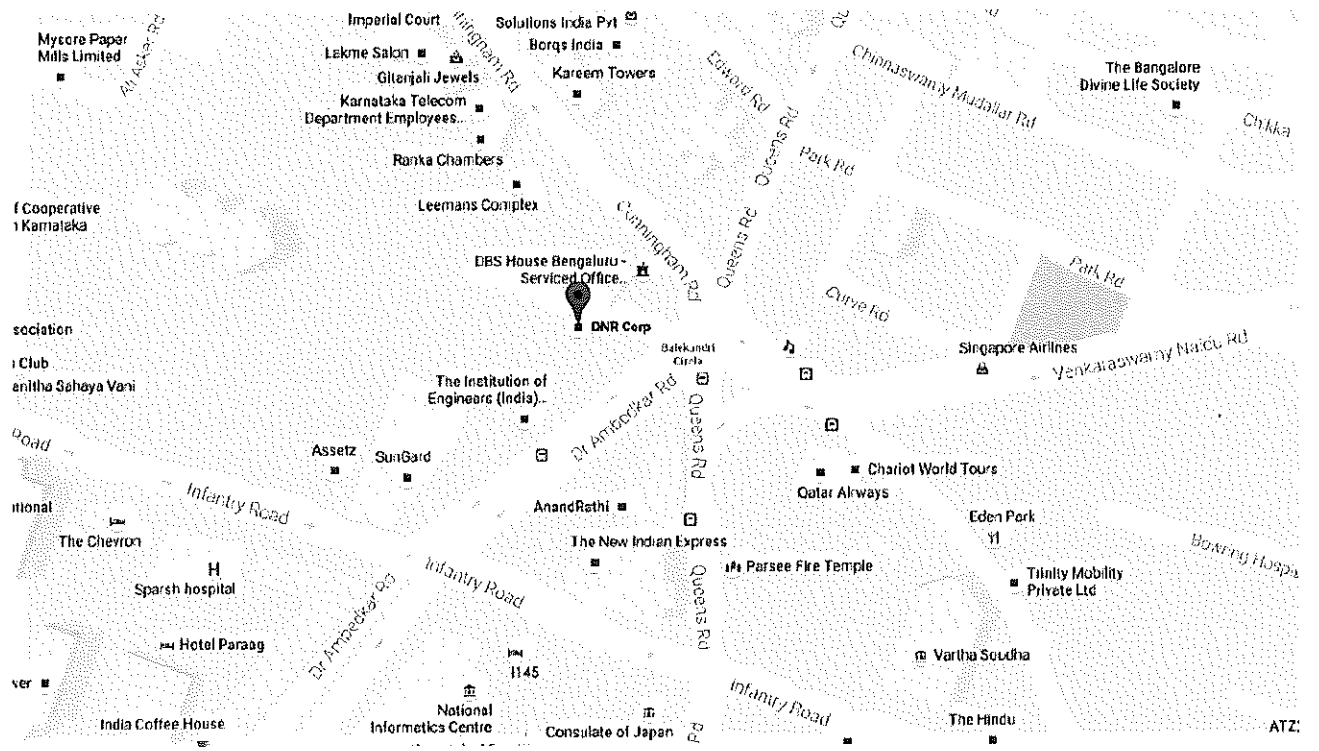 Imperial Court
Solutions India Pvt
Mysore Paper
Mills Limited
Ali Asker Rd
Lakme Salon
Borqs India
Gitanjali Jewels
Kareem Towers
Edward Rd
Chinnaswamy Mudaliar Rd
The Bangalore
Divine Life Society
Karnataka Telecom
Department Employees...
Queens Rd
Chikka
Ranka Chambers
Park Rd
Leemans Complex
f Cooperative
n Karnataka
Cunningham Rd
Queens Rd
DBS House Bengaluru -
Serviced Office...
Park Rd
Curve Rd
DNR Corp
sociation
Balekundri
Circle
Singapore Airlines
Venkataswamy Naidu Rd
Club
anitha Sahaya Vani
The Institution of
Engineers (India)...
Dr Ambedkar Rd
Queens Rd
Road
Assetz
SunGard
Chariot World Tours
Qatar Airways
Infantry Road
ational
AnandRathi
Eden Park
The Chevron
The New Indian Express
Bowring Hospi
Infantry Road
Queens Rd
Parsee Fire Temple
Sparsh hospital
H
Trinity Mobility
Private Ltd
Dr Ambedkar Rd
Hotel Paraag
Vartha Soudha
1145
ver
Infantry Road
National
Informatics Centre
India Coffee House
Consulate of Japan
Rd
The Hindu